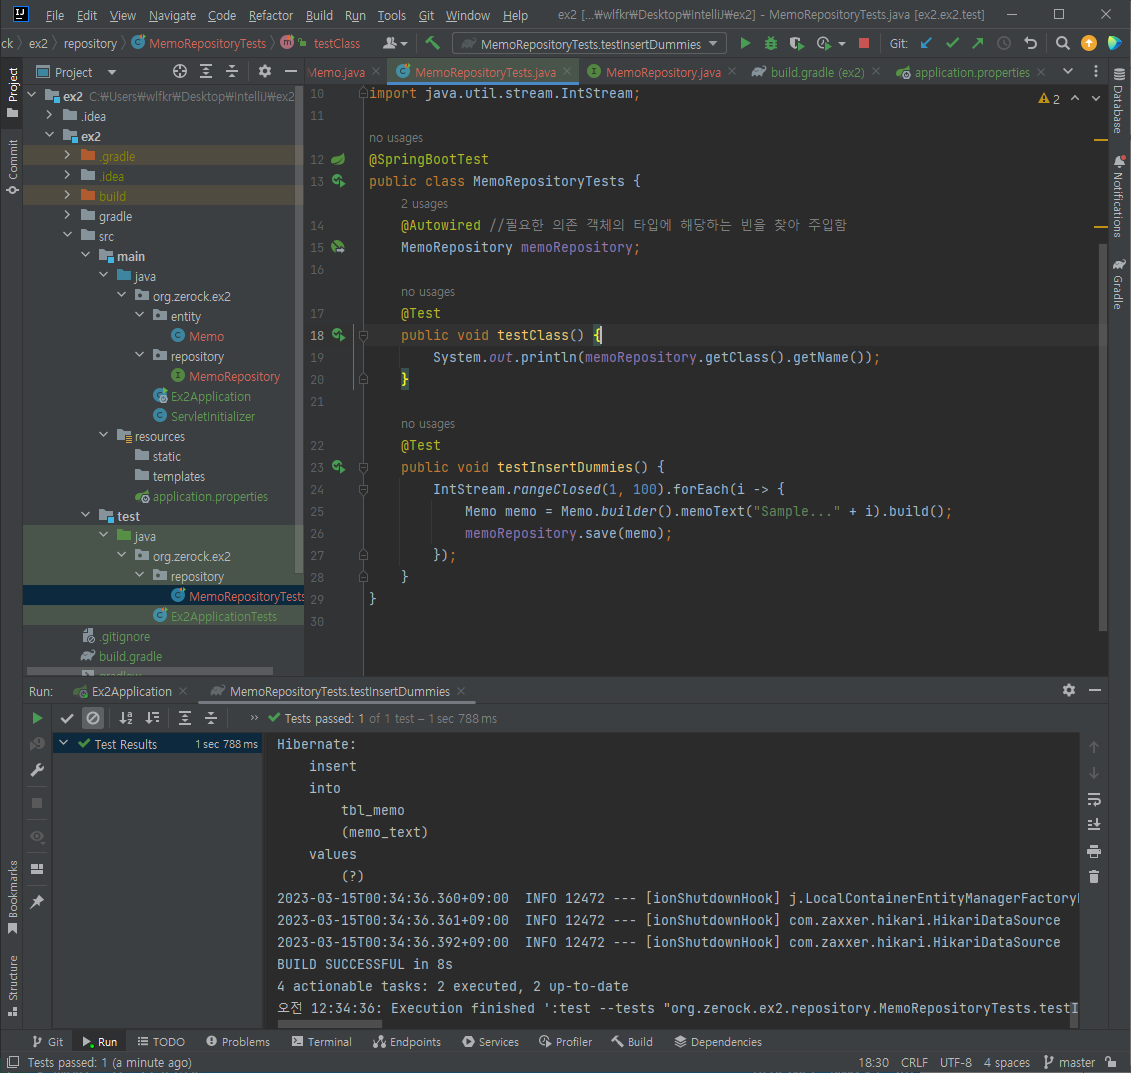 File Edit View Navigate Code Refactor Build Run Tools Git Window Help ex2 [...₩wlfkr₩Desktop₩IntelliJ₩ex2] - MemoRepositoryTests.java [ex2.ex2.test]
ck ex2 repository MemoRepositoryTests testClass MemoRepositoryTests.testInsertDummies Git:
Project Memo.java MemoRepositoryTests.java MemoRepository.java build.gradle (ex2) application.properties
Project
Commit
Bookmarks
Structure
ex2 C:₩Users₩wlfkr₩Desktop₩IntelliJ₩ex2
.idea
ex2
.gradle
.idea
build
gradle
src
main
java
org.zerock.ex2
entity
Memo
repository
MemoRepository
Ex2Application
ServletInitializer
resources
static
templates
application.properties
test
java
org.zerock.ex2
repository
MemoRepositoryTests
Ex2ApplicationTests
.gitignore
build.gradle
10 import java.util.stream.IntStream;
2
11
no usages
12 @SpringBootTest
13 public class MemoRepositoryTests {
2 usages
14 @Autowired //필요한 의존 객체의 타입에 해당하는 빈을 찾아 주입함
15 MemoRepository memoRepository;
16
no usages
17 @Test
18 public void testClass() {
19 System.out.println(memoRepository.getClass().getName());
20 }
21
no usages
22 @Test
23 public void testInsertDummies() {
24 IntStream.rangeClosed(1, 100).forEach(i -> {
25 Memo memo = Memo.builder().memoText("Sample..." + i).build();
26 memoRepository.save(memo);
27 });
28 }
29 }
30
Database
Notifications
Gradle
Run: Ex2Application MemoRepositoryTests.testInsertDummies
Tests passed: 1 of 1 test – 1 sec 788 ms
Test Results 1 sec 788 ms
Hibernate:
insert
into
tbl_memo
(memo_text)
values
(?)
2023-03-15T00:34:36.360+09:00 INFO 12472 --- [ionShutdownHook] j.LocalContainerEntityManagerFactory
2023-03-15T00:34:36.361+09:00 INFO 12472 --- [ionShutdownHook] com.zaxxer.hikari.HikariDataSource
2023-03-15T00:34:36.392+09:00 INFO 12472 --- [ionShutdownHook] com.zaxxer.hikari.HikariDataSource
BUILD SUCCESSFUL in 8s
4 actionable tasks: 2 executed, 2 up-to-date
오전 12:34:36: Execution finished ':test --tests "org.zerock.ex2.repository.MemoRepositoryTests.testI
Git Run TODO Problems Terminal Endpoints Services Profiler Build Dependencies
Tests passed: 1 (a minute ago) 18:30 CRLF UTF-8 4 spaces master